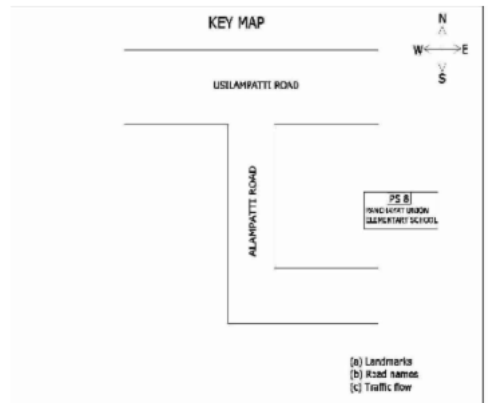 KEY MAP
N
W E
S
USILAMPATTI ROAD
ALAMPATTI ROAD
PS 8
PANCHAYAT UNION
ELEMENTARY SCHOOL
(a) Landmarks
(b) Road names
(c) Traffic flow